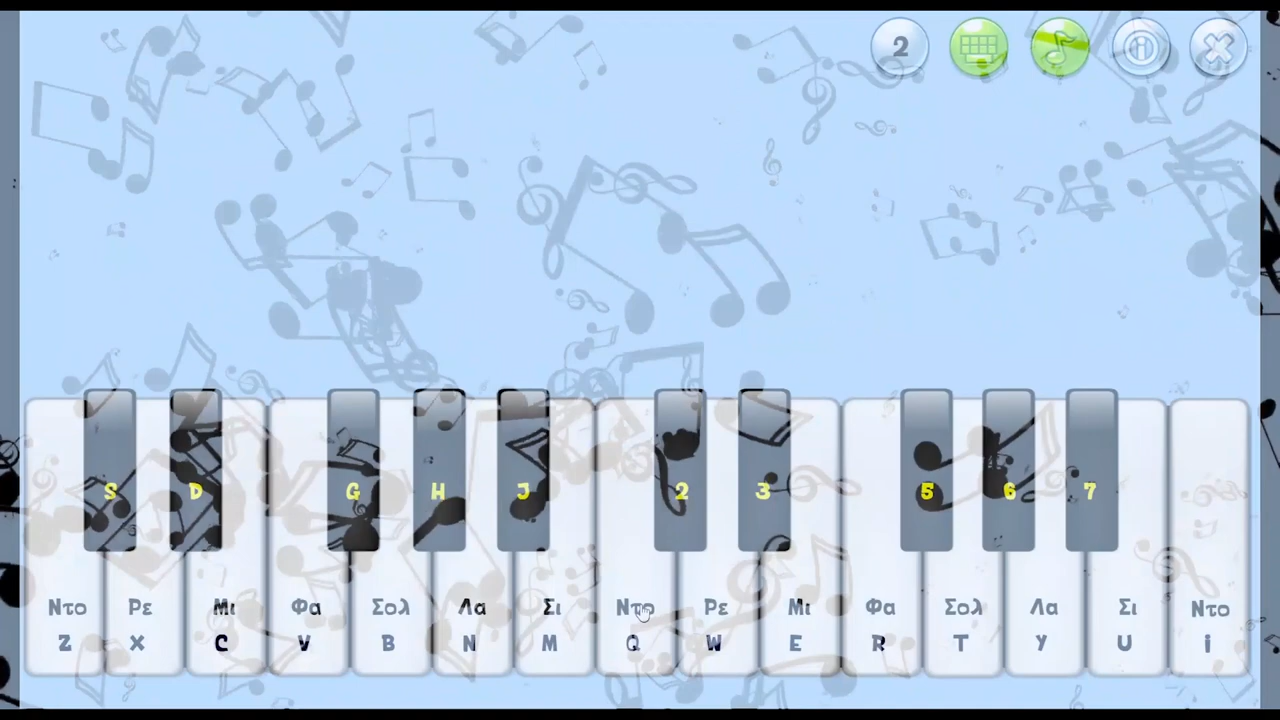 2
S D G H J 2 3 5 6 7
Ντο Ρε Μι Φα Σολ Λα Σι Ντο Ρε Μι Φα Σολ Λα Σι Ντο
Z X C V B N M Q W E R T Y U i